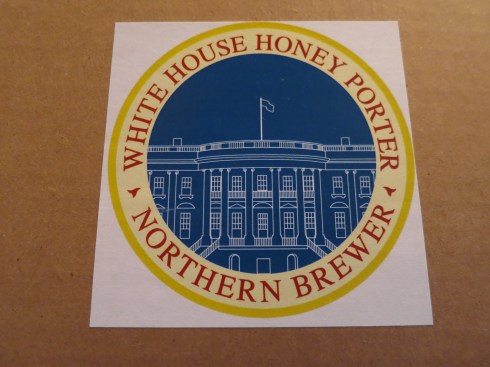 WHITE HOUSE HONEY PORTER
NORTHERN BREWER